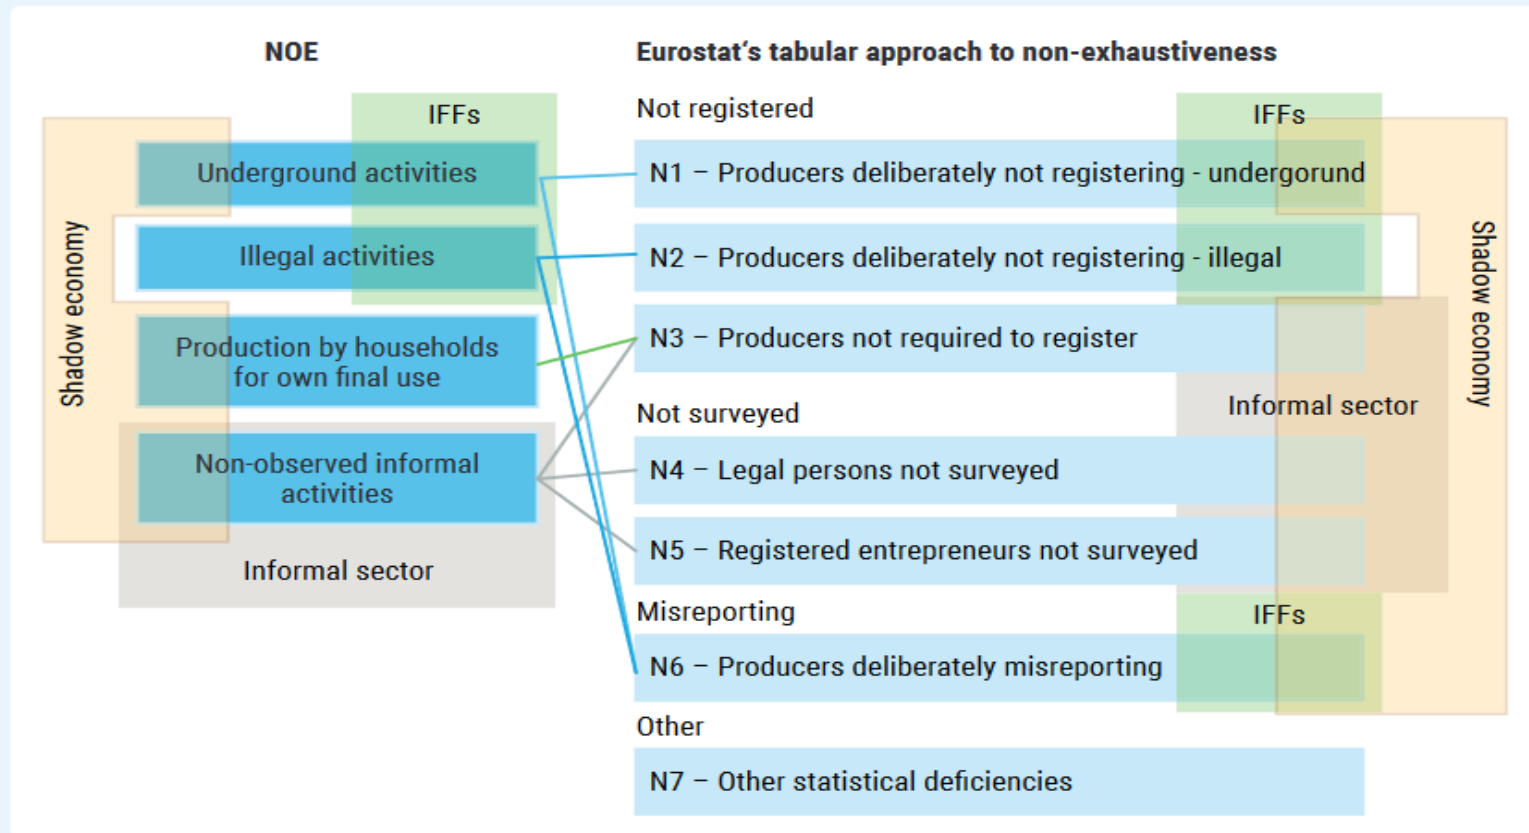 NOE
Eurostat's tabular approach to non-exhaustiveness
IFFs
Shadow economy
Underground activities
Illegal activities
Production by households
for own final use
Non-observed informal
activities
Informal sector
Not registered
IFFs
N1 – Producers deliberately not registering - undergorund
N2 – Producers deliberately not registering - illegal
N3 – Producers not required to register
Not surveyed
Informal sector
Shadow economy
N4 – Legal persons not surveyed
N5 – Registered entrepreneurs not surveyed
Misreporting
IFFs
N6 – Producers deliberately misreporting
Other
N7 – Other statistical deficiencies